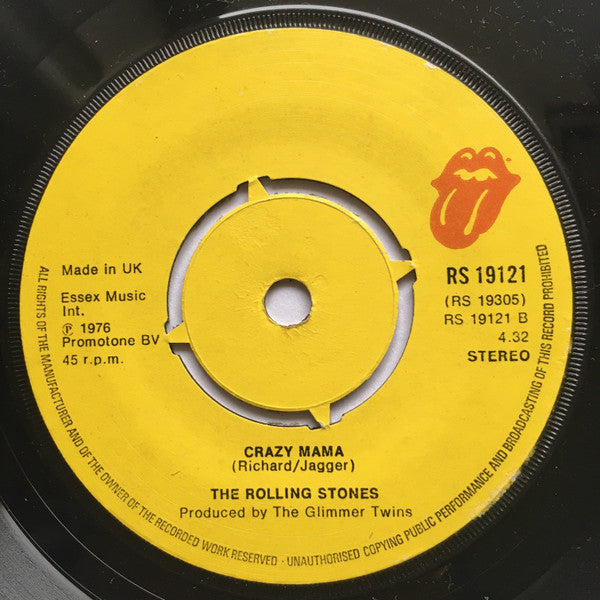 Made in UK
Essex Music
Int.
℗ 1976
Promotone BV
45 r.p.m.
RS 19121
(RS 19305)
RS 19121 B
4.32
STEREO
CRAZY MAMA
(Richard/Jagger)
THE ROLLING STONES
Produced by The Glimmer Twins
ALL RIGHTS OF THE MANUFACTURER AND OF THE OWNER OF THE RECORDED WORK RESERVED · UNAUTHORISED COPYING PUBLIC PERFORMANCE AND BROADCASTING OF THIS RECORD PROHIBITED